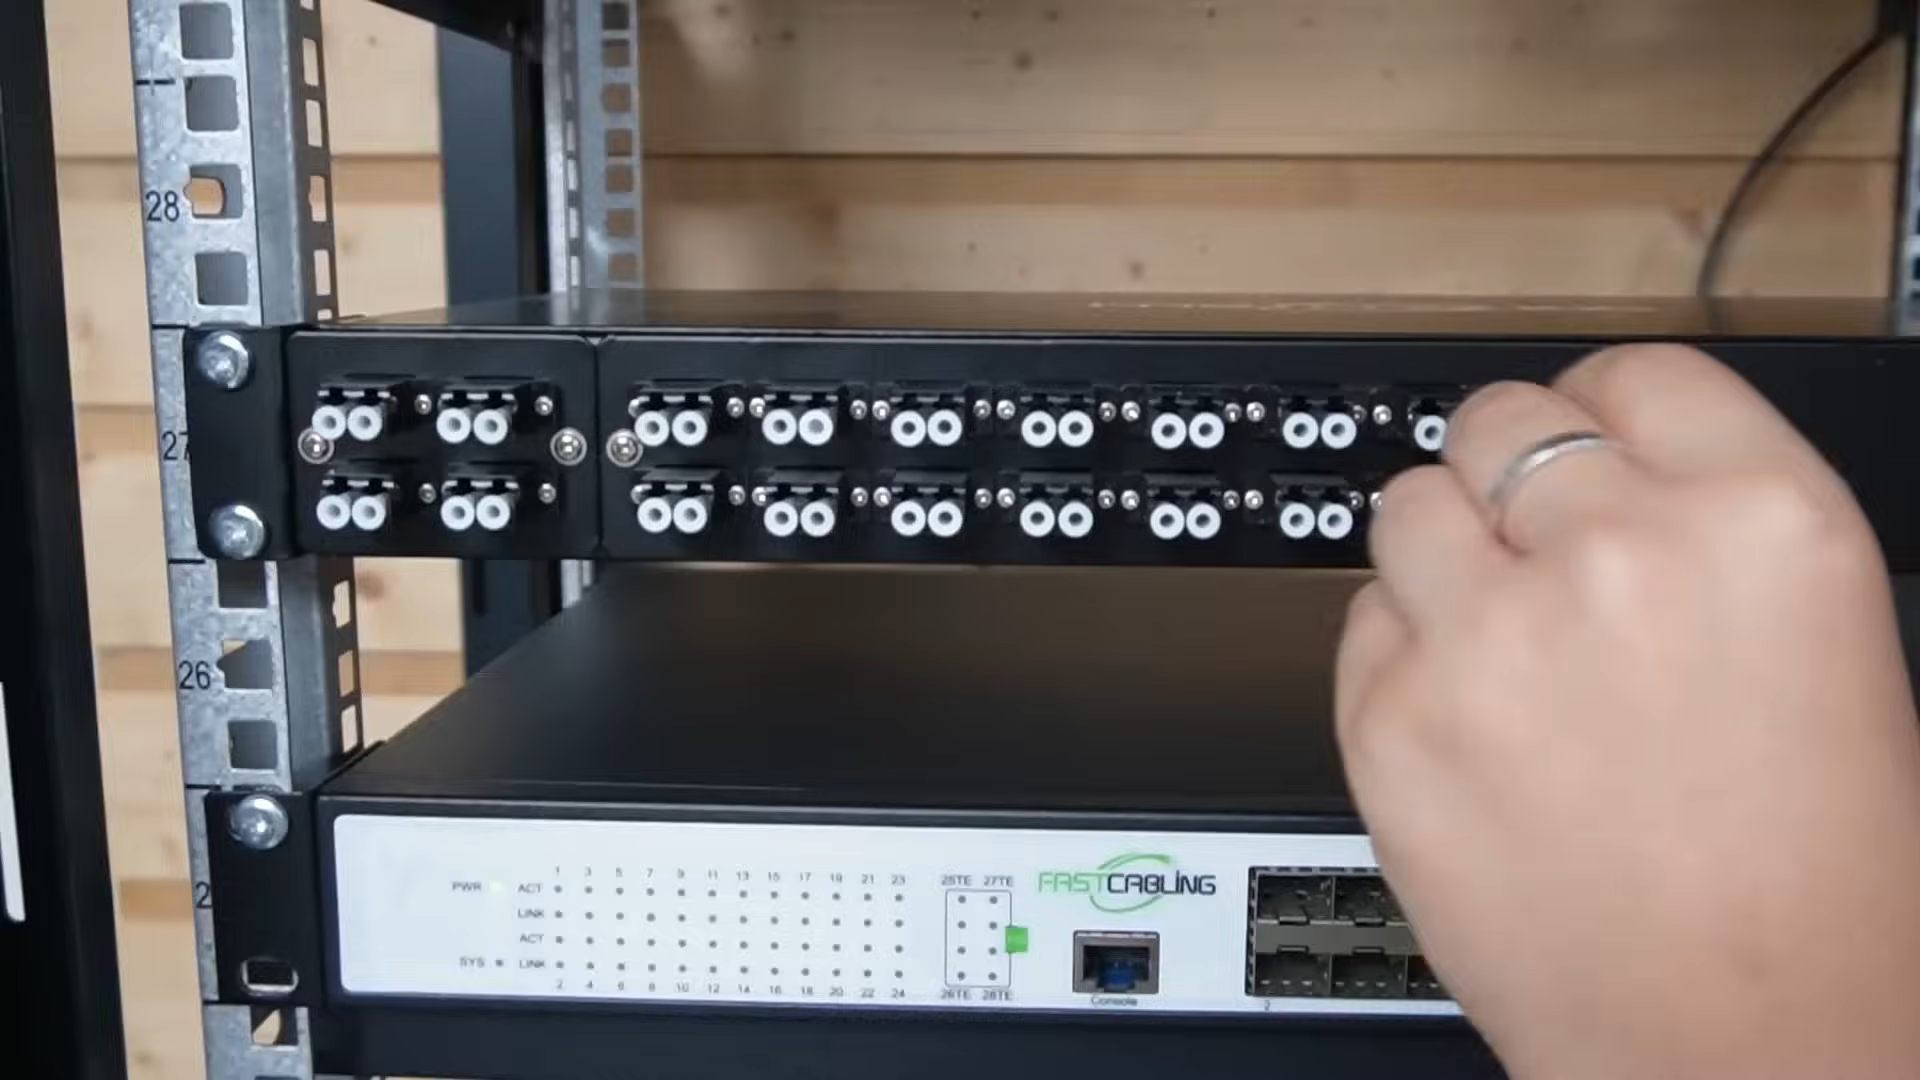 28
27
26
2
1 3 5 7 9 11 13 15 17 19 21 23
25TE 27TE
PWR ACT
LINK
ACT
SYS LINK
2 4 6 8 10 12 14 16 18 20 22 24
26TE 28TE
FASTCABLING
Console
2